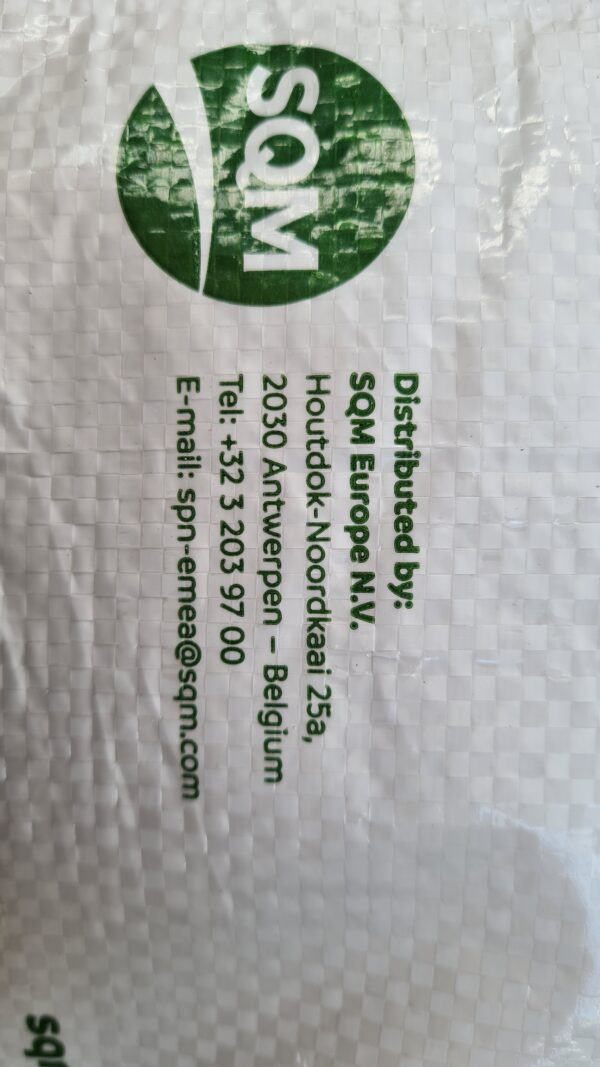 SQM
Distributed by:
SQM Europe N.V.
Houtdok-Noordkaai 25a,
2030 Antwerpen – Belgium
Tel: +32 3 203 97 00
E-mail: spn-emea@sqm.com